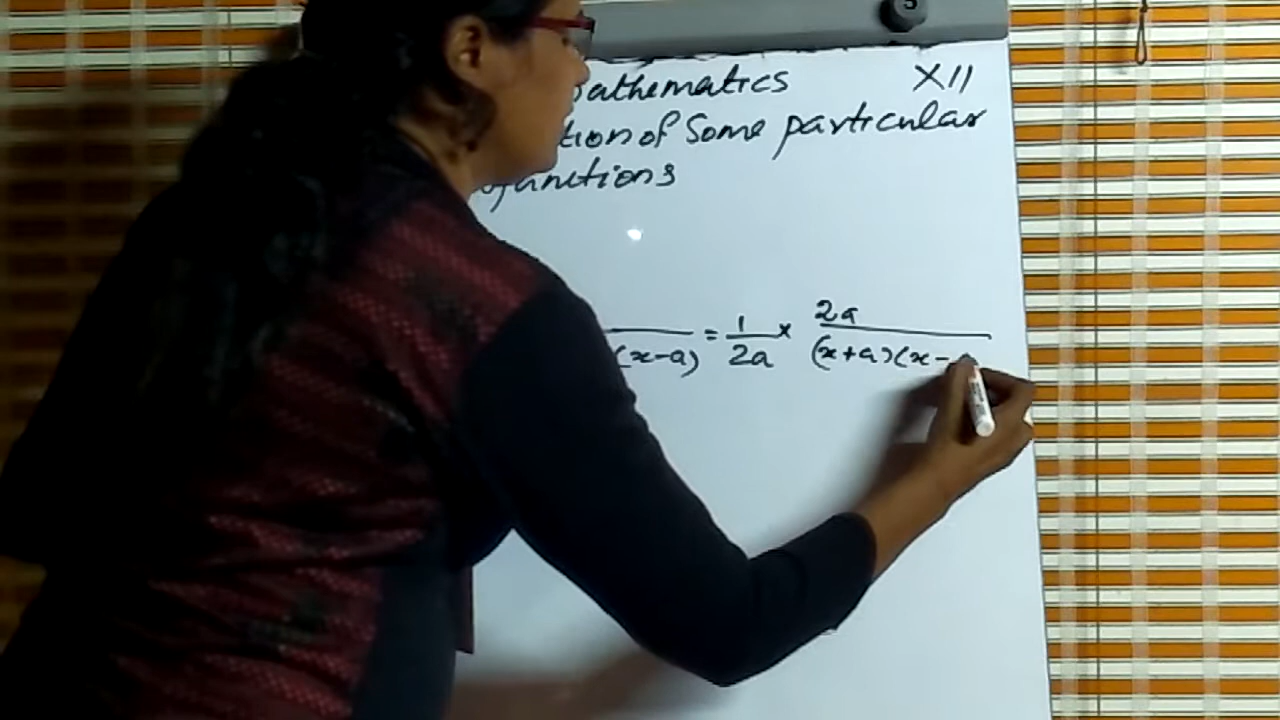 athematics XII
tion of Some particular
functions
(x-a) = 1/2a × 2a/(x+a)(x-